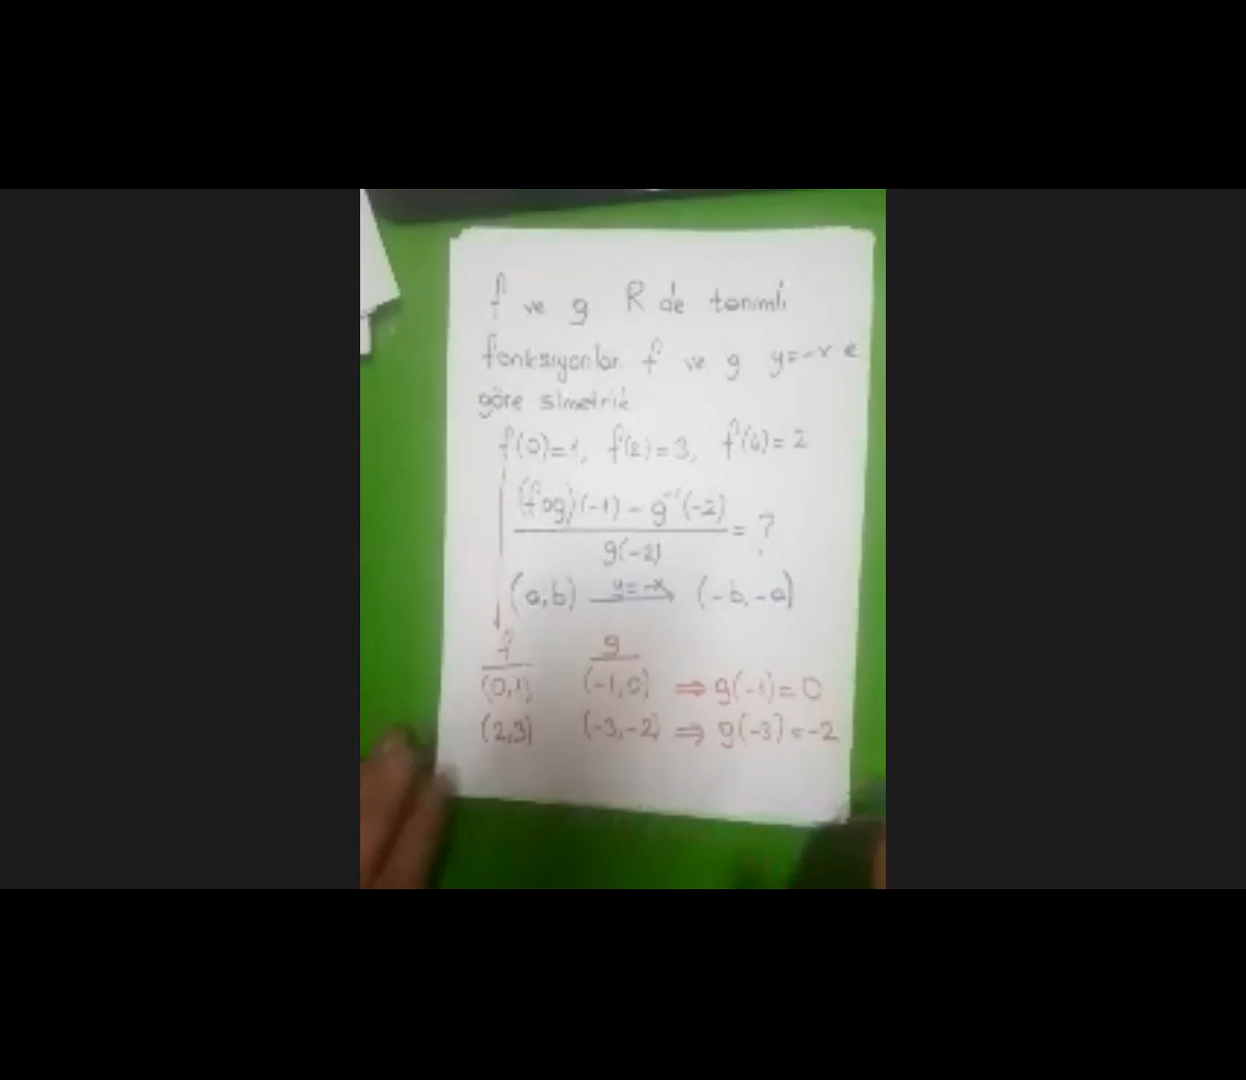 f ve g R de tanımlı
fonksiyonlar. f ve g y=-x e
göre simetrik
f(0)=1, f(2)=3, f(4)=2
(fog)(-1) - g⁻¹(-2)
g(-2)
= ?
(a,b) y=-x → (-b,-a)
f g
(0,1) (-1,0) ⇒ g(-1)=0
(2,3) (-3,-2) ⇒ g(-3)=-2